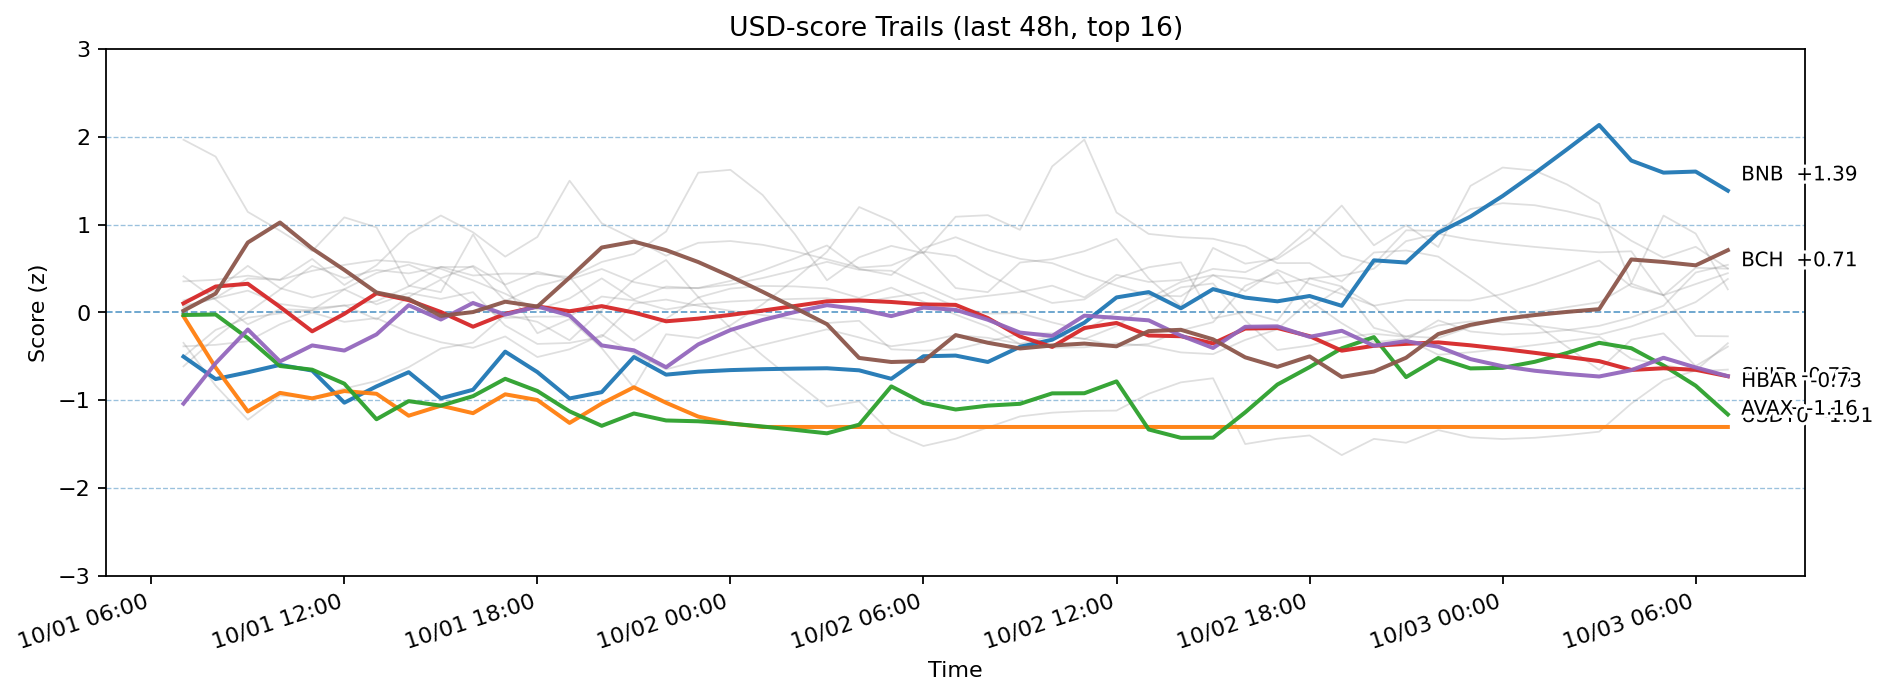 USD-score Trails (last 48h, top 16)
Score (z)
3
2
1
0
−1
−2
−3
BNB +1.39
BCH +0.71
HBAR -0.73
AVAX -1.16
10/01 06:00
10/01 12:00
10/01 18:00
10/02 00:00
10/02 06:00
10/02 12:00
10/02 18:00
10/03 00:00
10/03 06:00
Time